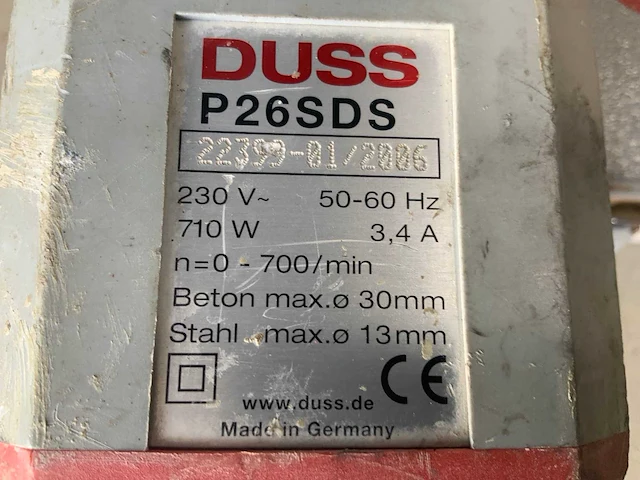 DUSS
P26SDS
22399-01/2006
230 V~ 50-60 Hz
710 W 3,4 A
n=0 - 700/min
Beton max.ø 30mm
Stahl max.ø 13mm
CE
www.duss.de
Made in Germany